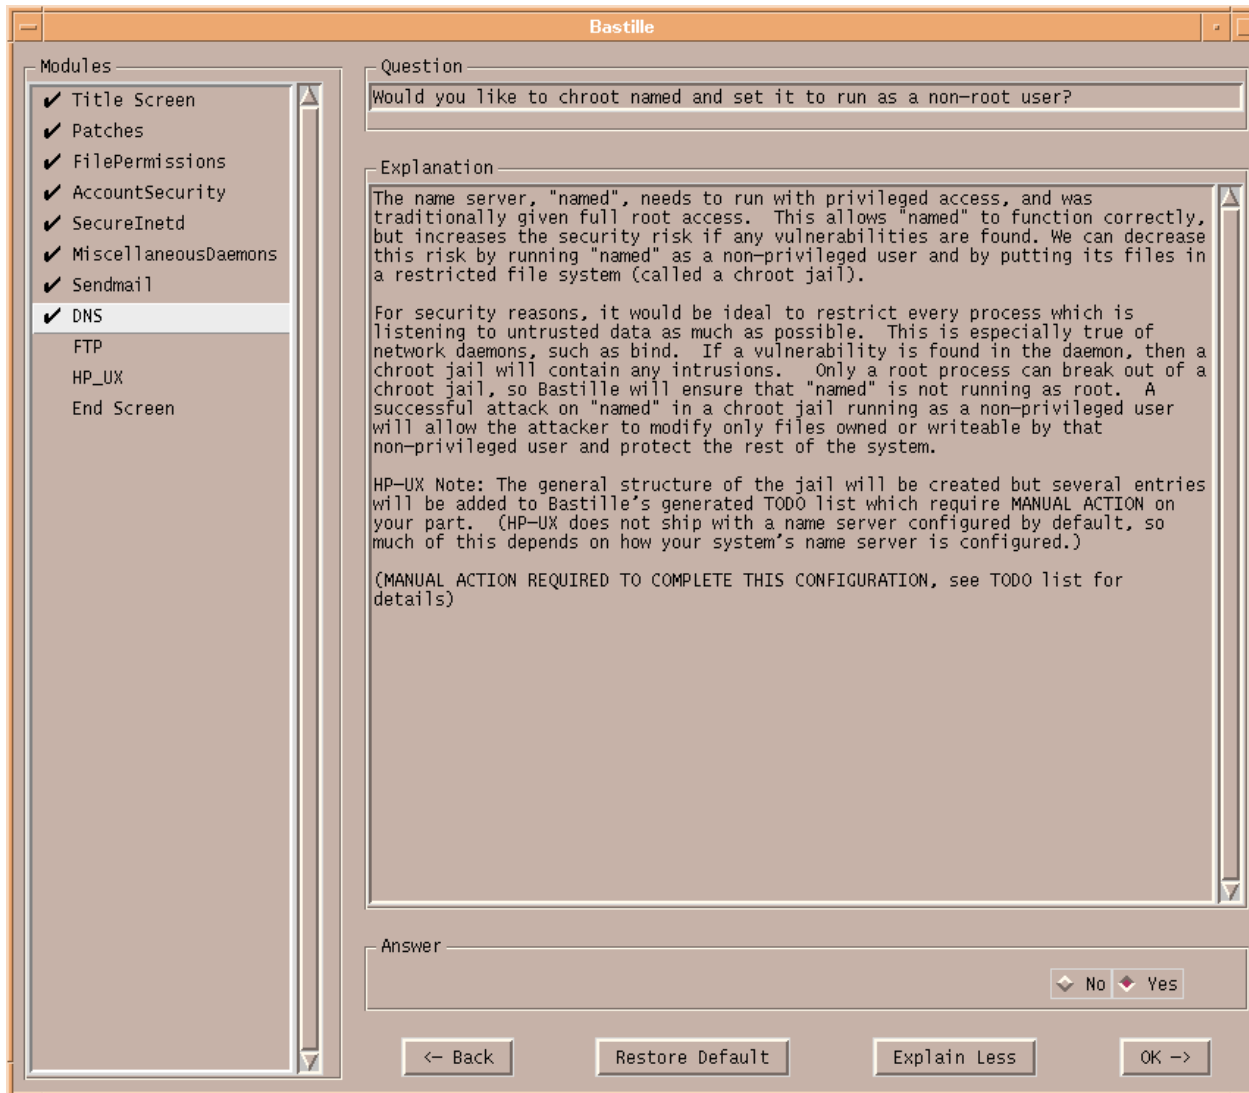 Bastille
Modules
Title Screen
Patches
FilePermissions
AccountSecurity
SecureInetd
MiscellaneousDaemons
Sendmail
DNS
FTP
HP_UX
End Screen
Question
Would you like to chroot named and set it to run as a non-root user?
Explanation
The name server, "named", needs to run with privileged access, and was
traditionally given full root access.  This allows "named" to function correctly,
but increases the security risk if any vulnerabilities are found. We can decrease
this risk by running "named" as a non-privileged user and by putting its files in
a restricted file system (called a chroot jail).
For security reasons, it would be ideal to restrict every process which is
listening to untrusted data as much as possible.  This is especially true of
network daemons, such as bind.  If a vulnerability is found in the daemon, then a
chroot jail will contain any intrusions.   Only a root process can break out of a
chroot jail, so Bastille will ensure that "named" is not running as root.  A
successful attack on "named" in a chroot jail running as a non-privileged user
will allow the attacker to modify only files owned or writeable by that
non-privileged user and protect the rest of the system.
HP-UX Note: The general structure of the jail will be created but several entries
will be added to Bastille's generated TODO list which require MANUAL ACTION on
your part.  (HP-UX does not ship with a name server configured by default, so
much of this depends on how your system's name server is configured.)
(MANUAL ACTION REQUIRED TO COMPLETE THIS CONFIGURATION, see TODO list for
details)
Answer
No Yes
<- Back Restore Default Explain Less OK ->